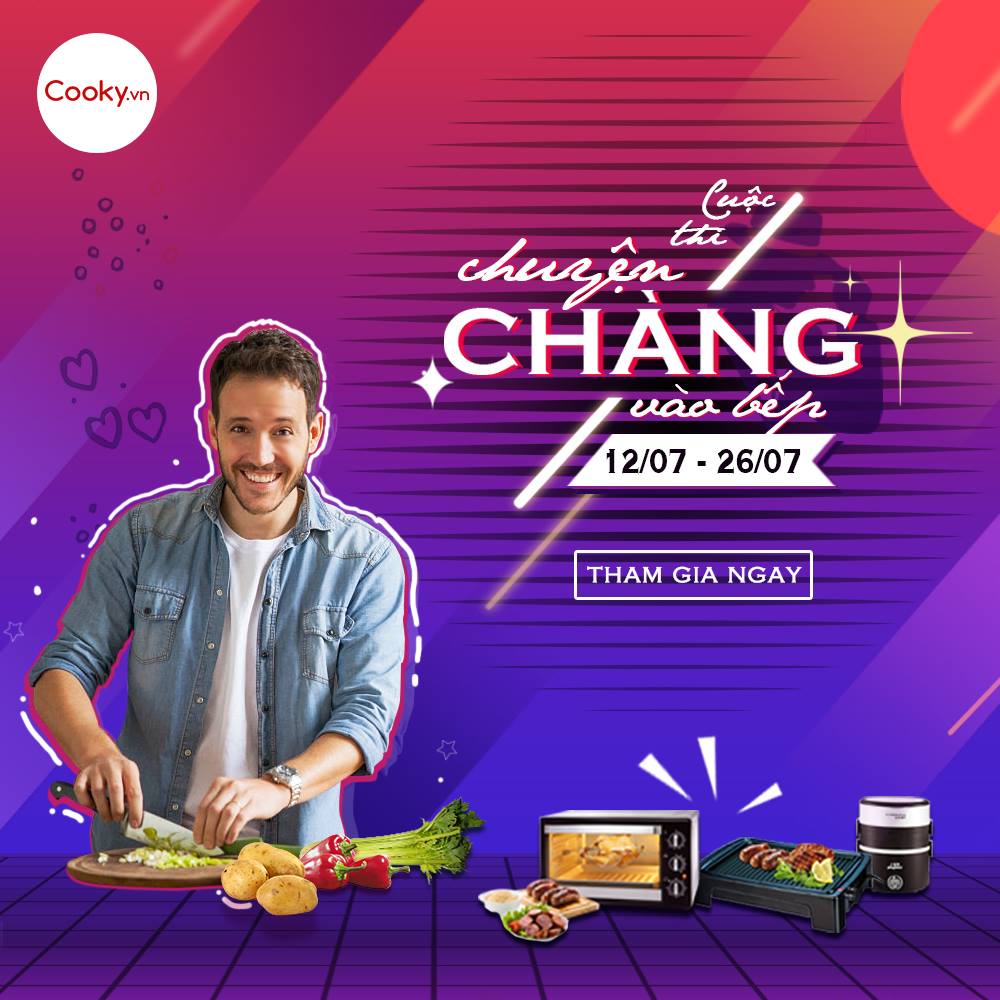 Cooky.vn
Cuộc
thi
chuyện
CHÀNG
vào bếp
12/07 - 26/07
THAM GIA NGAY